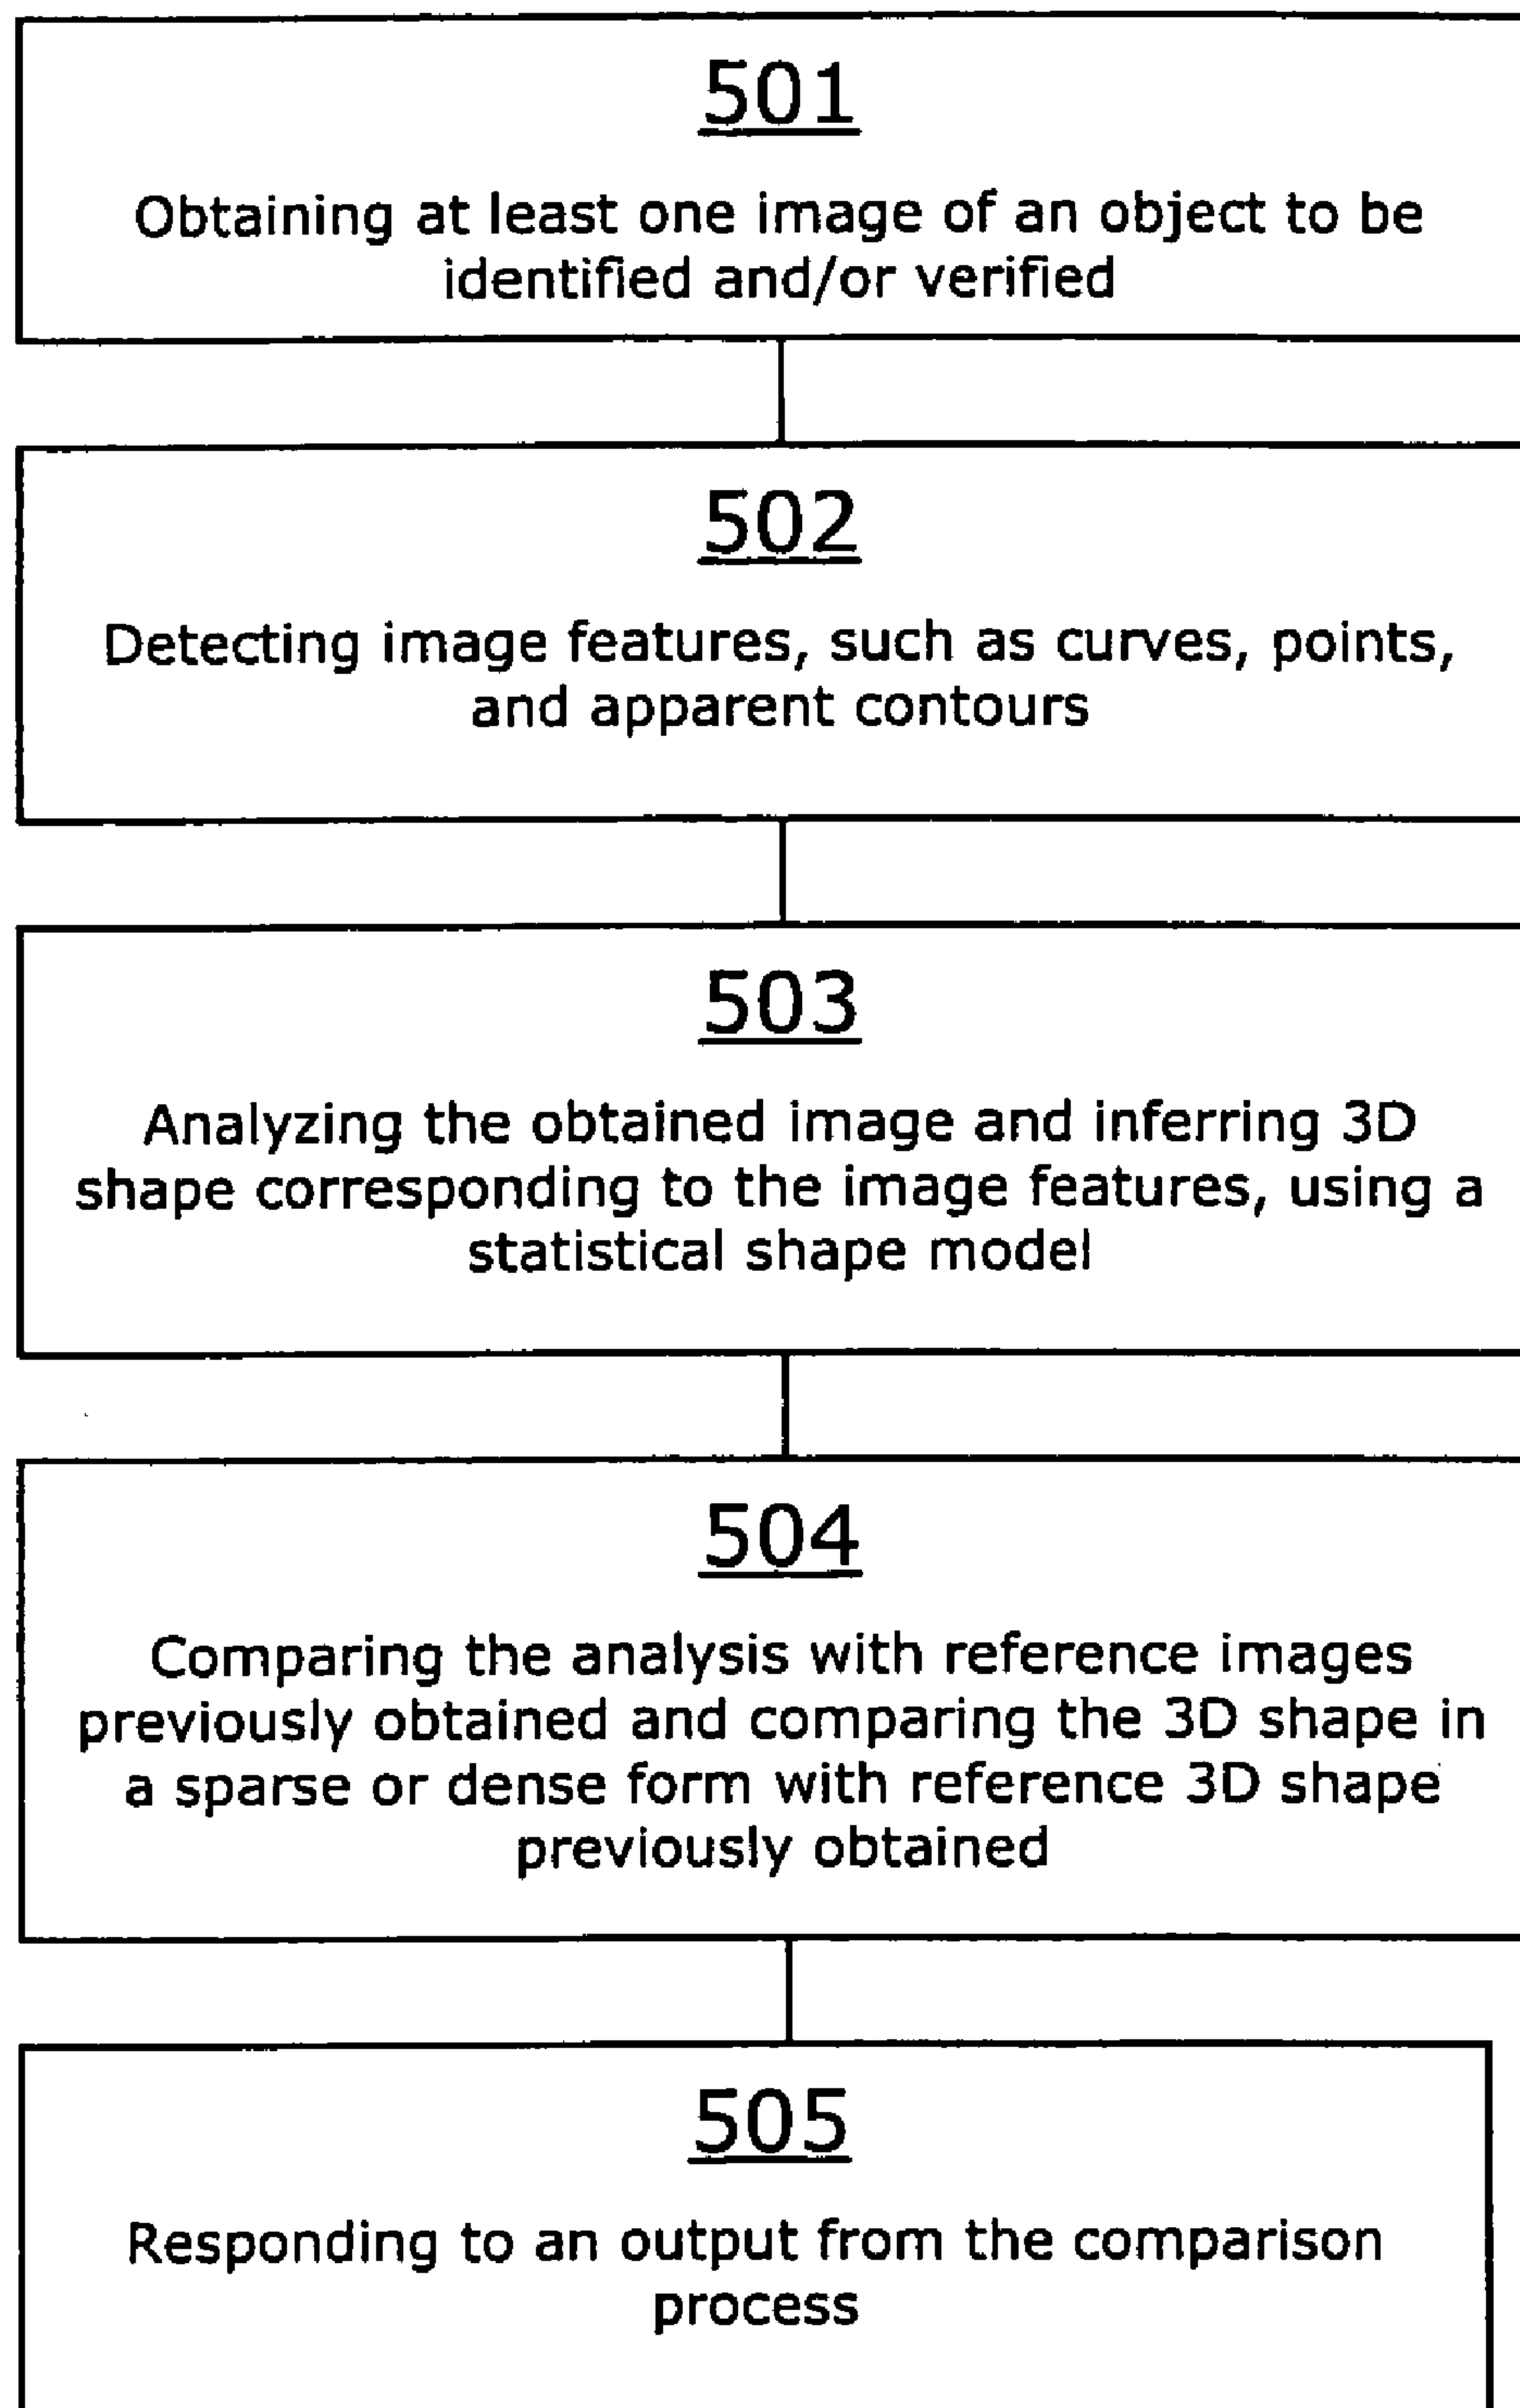 501
Obtaining at least one image of an object to be
identified and/or verified
502
Detecting image features, such as curves, points,
and apparent contours
503
Analyzing the obtained image and inferring 3D
shape corresponding to the image features, using a
statistical shape model
504
Comparing the analysis with reference images
previously obtained and comparing the 3D shape in
a sparse or dense form with reference 3D shape
previously obtained
505
Responding to an output from the comparison
process